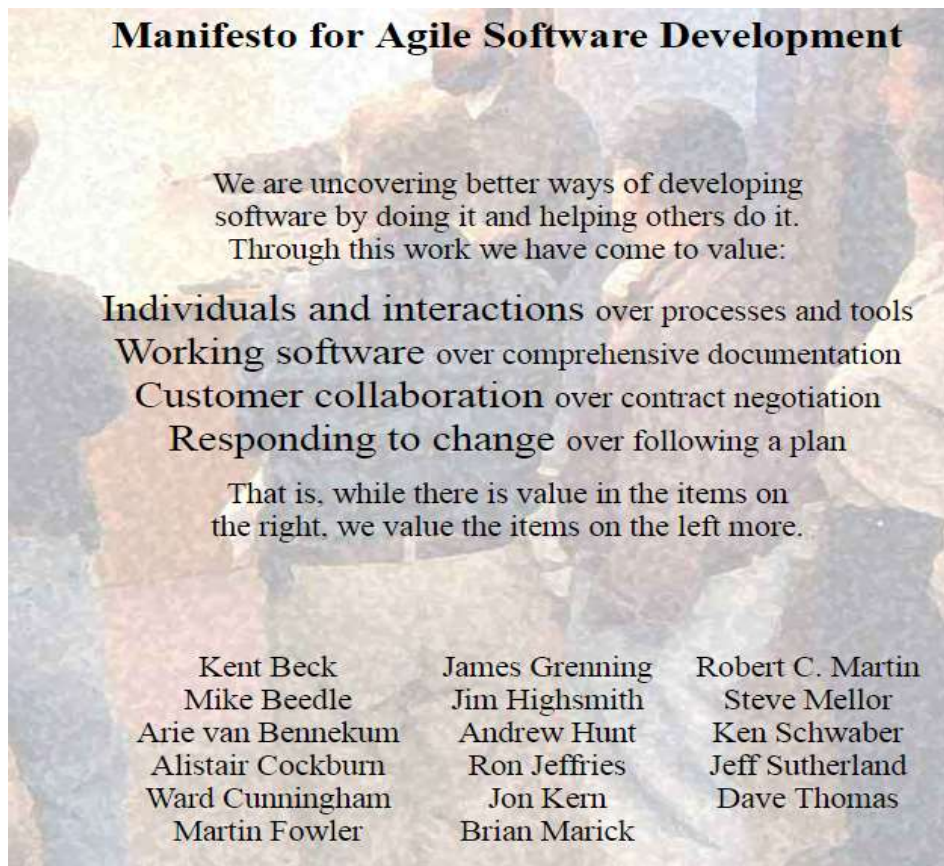 Manifesto for Agile Software Development
We are uncovering better ways of developing
software by doing it and helping others do it.
Through this work we have come to value:
Individuals and interactions over processes and tools
Working software over comprehensive documentation
Customer collaboration over contract negotiation
Responding to change over following a plan
That is, while there is value in the items on
the right, we value the items on the left more.
Kent Beck
Mike Beedle
Arie van Bennekum
Alistair Cockburn
Ward Cunningham
Martin Fowler
James Grenning
Jim Highsmith
Andrew Hunt
Ron Jeffries
Jon Kern
Brian Marick
Robert C. Martin
Steve Mellor
Ken Schwaber
Jeff Sutherland
Dave Thomas